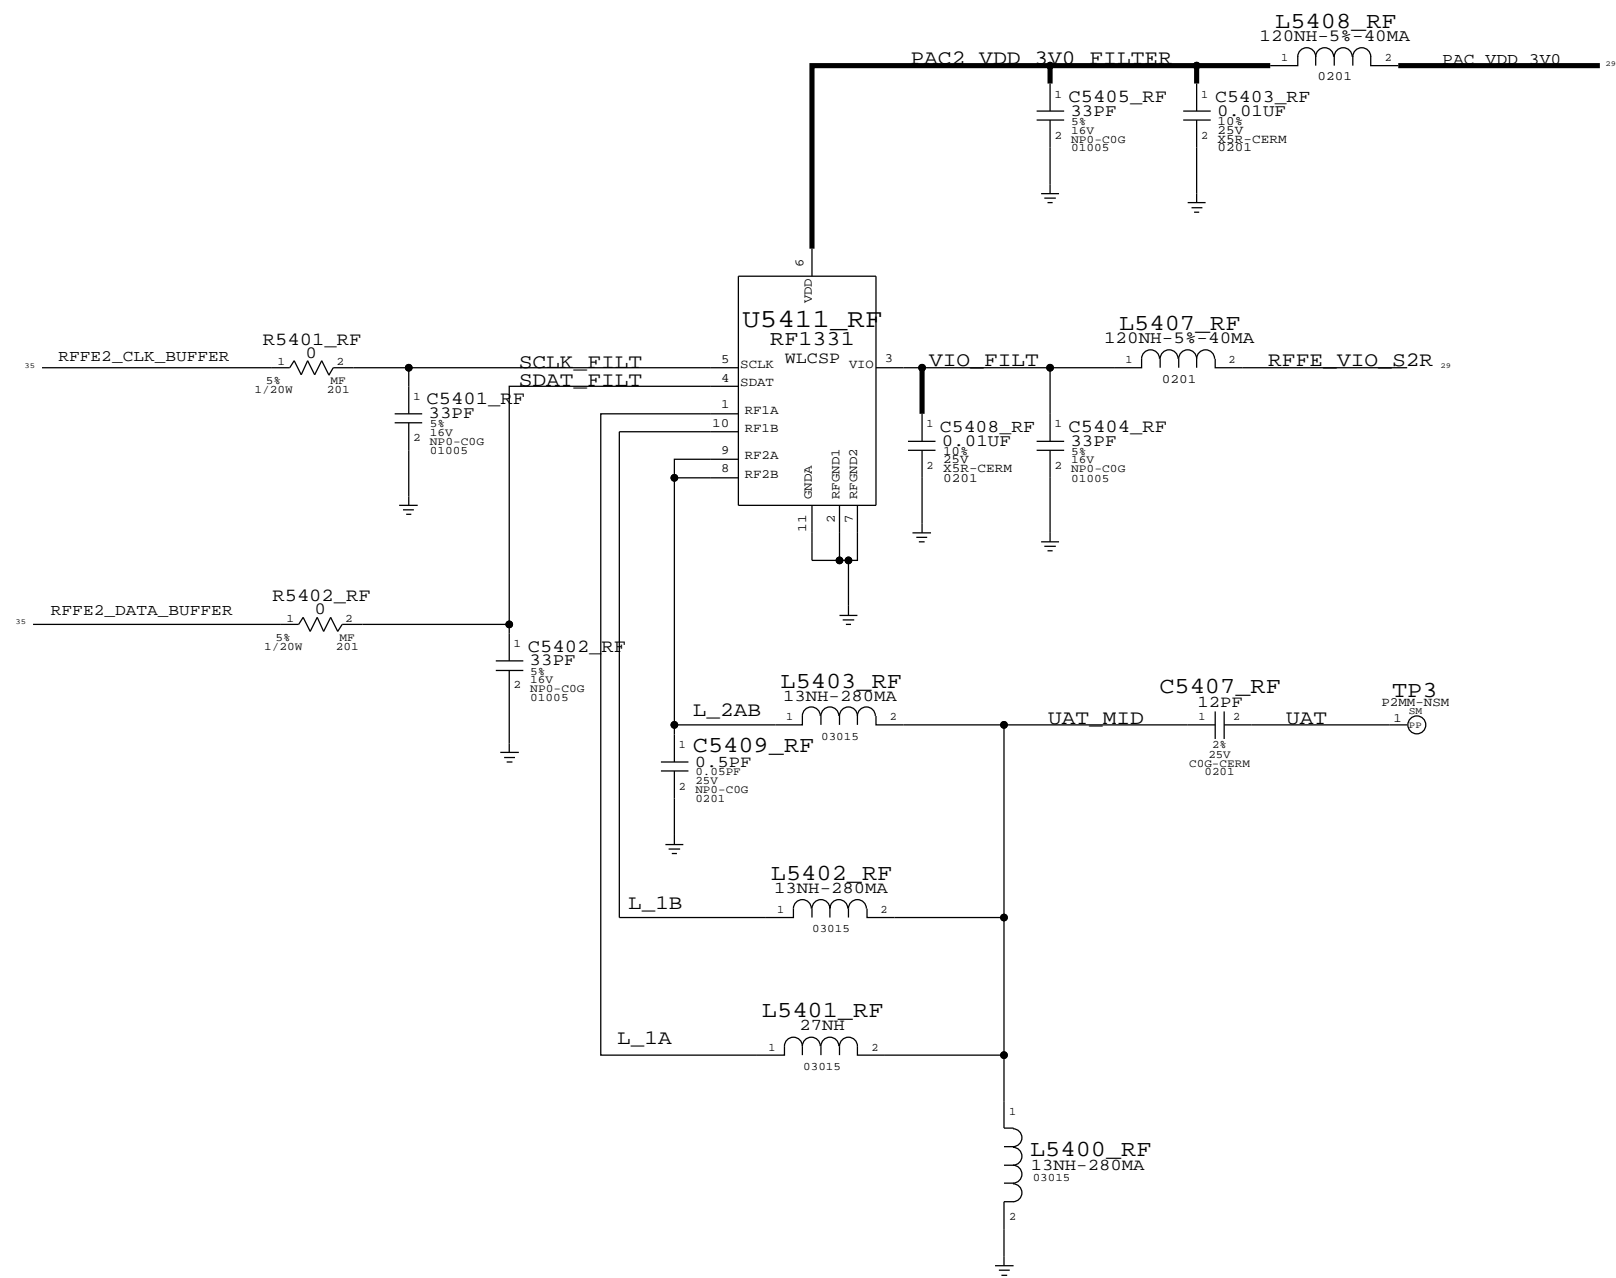 L5408_RF
120NH-5%-40MA
PAC2_VDD_3V0_FILTER
1
2
PAC_VDD_3V0
29
0201
1
C5405_RF
33PF
5%
16V
NP0-C0G
01005
2
1
C5403_RF
0.01UF
10%
25V
X5R-CERM
0201
2
6
VDD
U5411_RF
RF1331
WLCSP
SCLK
SDAT
RF1A
RF1B
RF2A
RF2B
VIO
GNDA
RFGND1
RFGND2
5
4
1
10
9
8
3
11
2
7
35
RFFE2_CLK_BUFFER
R5401_RF
0
1
2
5%
1/20W
MF
201
SCLK_FILT
SDAT_FILT
1
C5401_RF
33PF
5%
16V
NP0-C0G
01005
2
VIO_FILT
L5407_RF
120NH-5%-40MA
1
2
0201
RFFE_VIO_S2R
29
1
C5408_RF
0.01UF
10%
25V
X5R-CERM
0201
2
1
C5404_RF
33PF
5%
16V
NP0-C0G
01005
2
35
RFFE2_DATA_BUFFER
R5402_RF
0
1
2
5%
1/20W
MF
201
1
C5402_RF
33PF
5%
16V
NP0-C0G
01005
2
L_2AB
L5403_RF
13NH-280MA
1
2
03015
UAT_MID
C5407_RF
12PF
1
2
2%
25V
C0G-CERM
0201
UAT
TP3
P2MM-NSM
SM
1
PP
1
C5409_RF
0.5PF
0.05PF
25V
NP0-C0G
0201
2
L_1B
L5402_RF
13NH-280MA
1
2
03015
L_1A
L5401_RF
27NH
1
2
03015
1
L5400_RF
13NH-280MA
03015
2